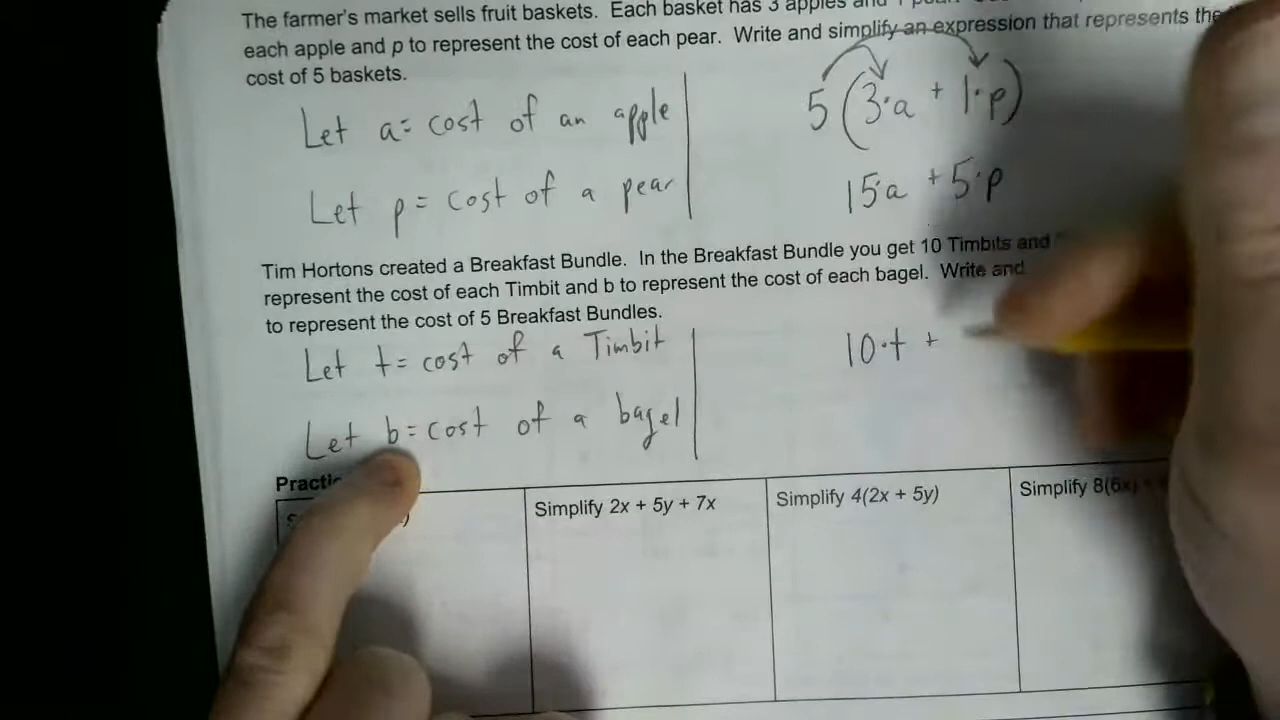 The farmer's market sells fruit baskets. Each basket has 3 apples and 1 pear.
each apple and p to represent the cost of each pear. Write and simplify an expression that represents the
cost of 5 baskets.
Let a = cost of an apple
5(3·a + 1·p)
Let p = cost of a pear
15·a + 5·p
Tim Hortons created a Breakfast Bundle. In the Breakfast Bundle you get 10 Timbits and
represent the cost of each Timbit and b to represent the cost of each bagel. Write and
to represent the cost of 5 Breakfast Bundles.
Let t = cost of a Timbit
10·t +
Let b = cost of a bagel
Simplify 2x + 5y + 7x
Simplify 4(2x + 5y)
Simplify 8(6x)